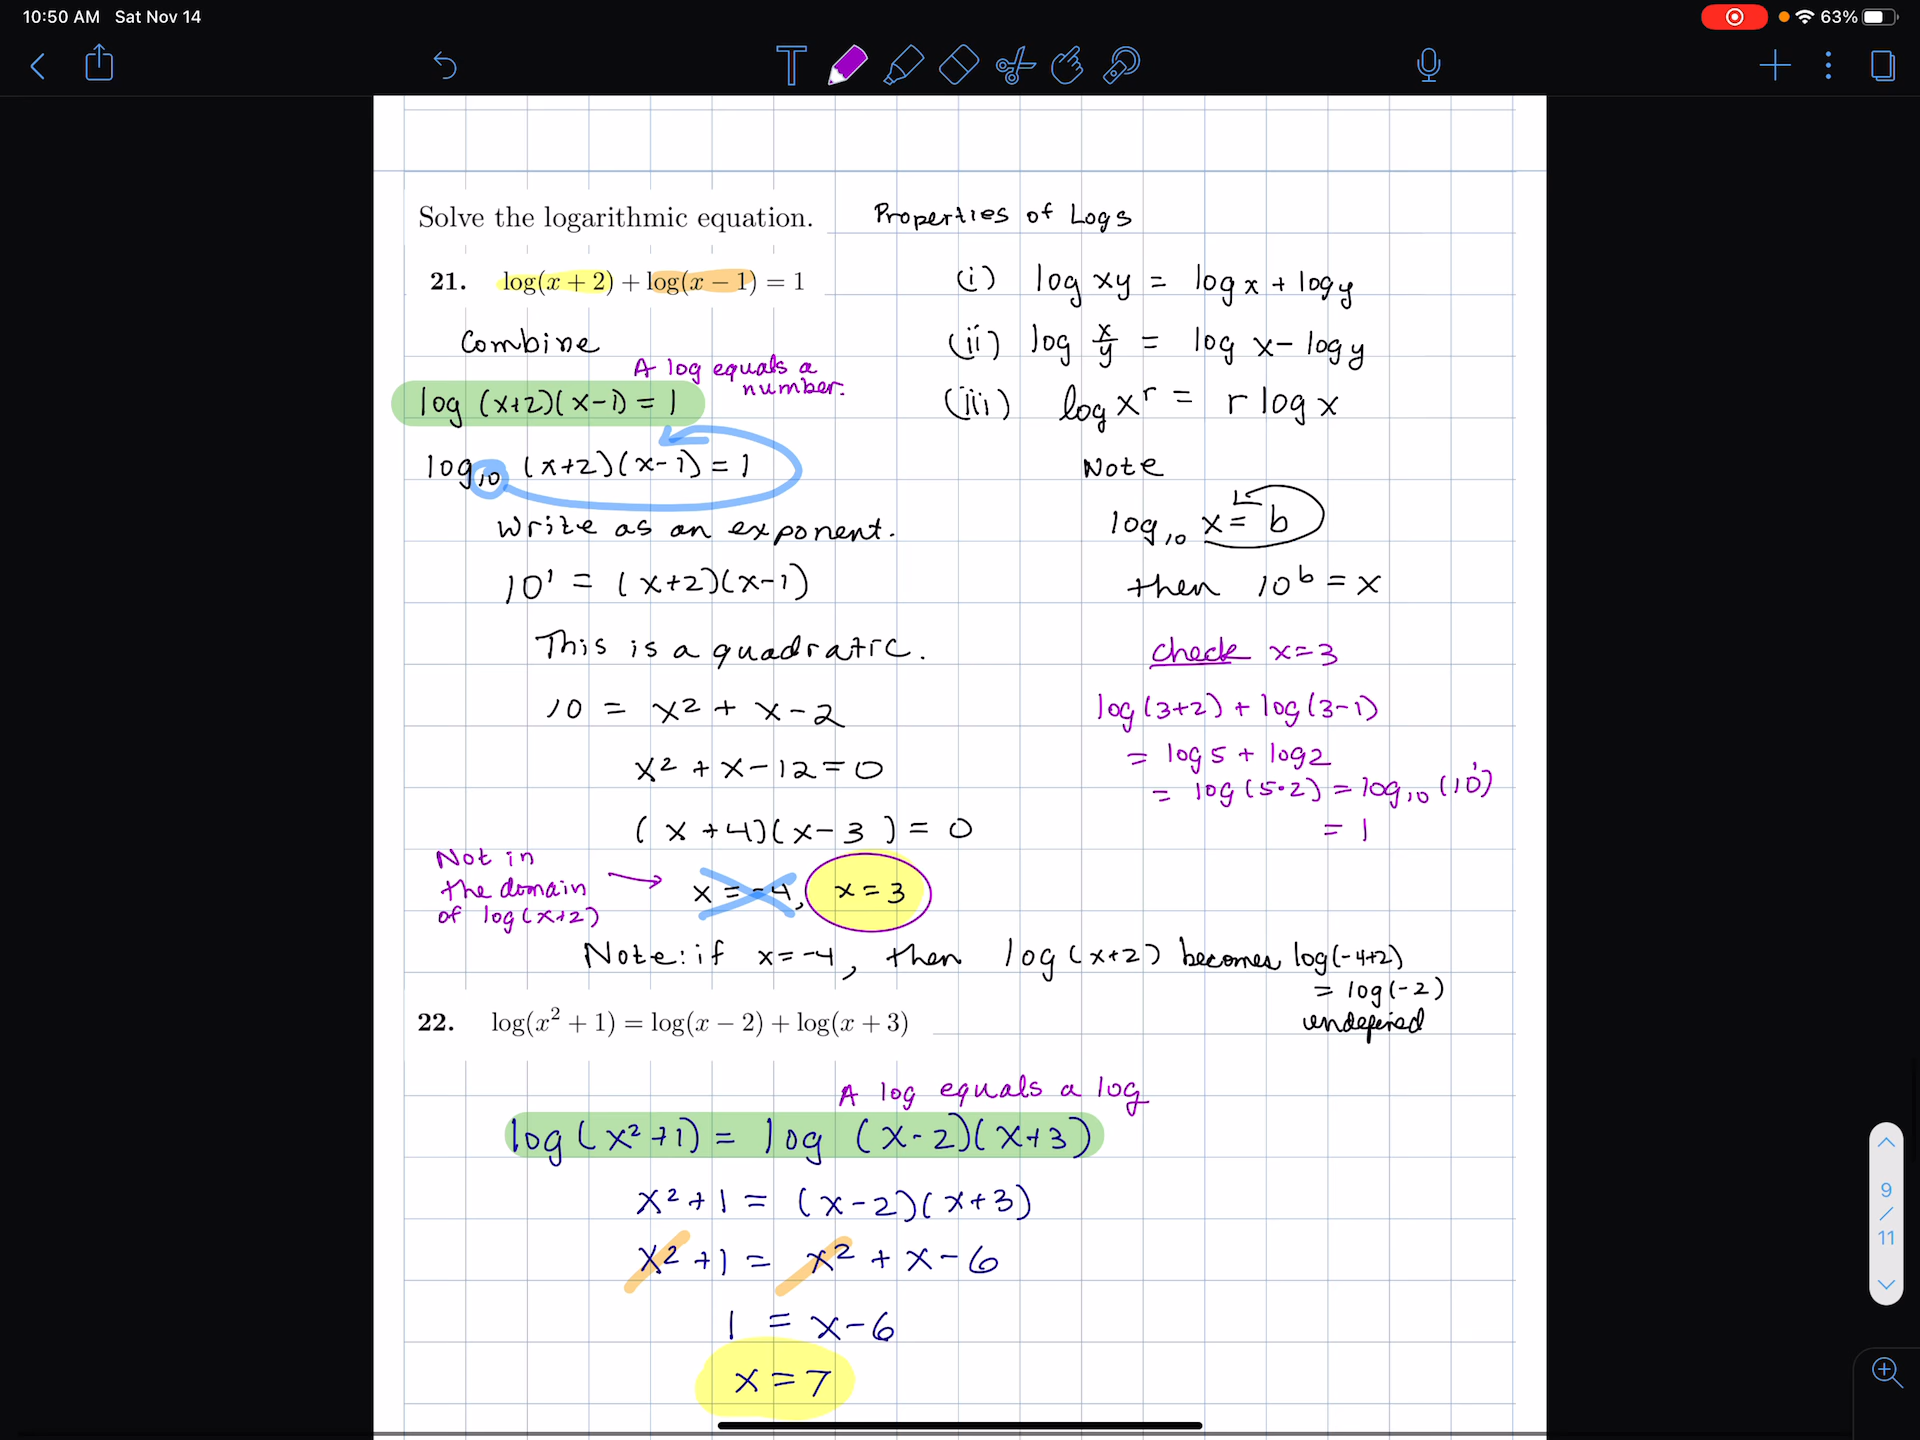 10:50 AM Sat Nov 14
63%
Solve the logarithmic equation.
21. log(x + 2) + log(x − 1) = 1
Combine
A log equals a
number.
log (x+2)(x-1) = 1
log₁₀ (x+2)(x-1) = 1
Write as an exponent.
10¹ = (x+2)(x-1)
This is a quadratic.
10 = x² + x - 2
x² + x - 12 = 0
(x + 4)(x - 3) = 0
Not in
the domain
of log(x+2)
x = -4, x = 3
Note: if x = -4, then log(x+2) becomes log(-4+2)
= log(-2)
undefined
Properties of Logs
(i) log xy = log x + log y
(ii) log x/y = log x - log y
(iii) log xʳ = r log x
Note
log₁₀ x = b
then 10ᵇ = x
check x=3
log(3+2) + log(3-1)
= log 5 + log 2
= log (5·2) = log₁₀ (10¹)
= 1
22. log(x² + 1) = log(x − 2) + log(x + 3)
A log equals a log
log(x²+1) = log (x-2)(x+3)
x²+1 = (x-2)(x+3)
x²+1 = x² + x - 6
1 = x-6
x = 7
9
/
11